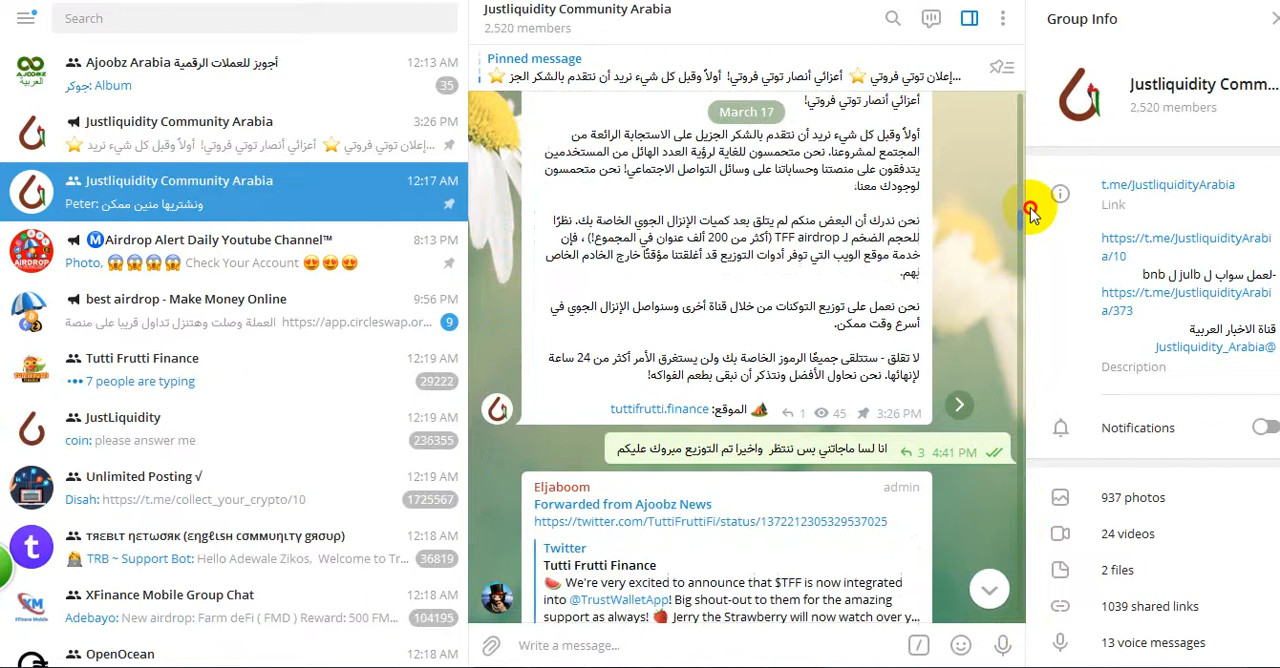 Search
Ajoobz Arabia أجوبز للعملات الرقمية
12:13 AM
جوكر: Album
35
Justliquidity Community Arabia
3:26 PM
إعلان توتي فروتي ⭐ أعزائي أنصار توتي فروتي! أولاً وقبل كل شيء نريد ⭐...
Justliquidity Community Arabia
12:17 AM
Peter: ونشتريها منين ممكن
ⓂAirdrop Alert Daily Youtube Channel™
8:13 PM
Photo, 😱😱😱😱 Check Your Account 🤩🤩🤩
best airdrop - Make Money Online
9:56 PM
العملة وصلت وهتنزل تداول قريبا على منصة https://app.circleswap.or...
9
Tutti Frutti Finance
12:19 AM
••• 7 people are typing
29222
JustLiquidity
12:19 AM
coin: please answer me
236355
Unlimited Posting √
12:19 AM
Disah: https://t.me/collect_your_crypto/10
1725567
тʀєвʟт ηєтωσяк (єηgℓιѕн ¢σммυηιту gяσυρ)
12:18 AM
TRB ~ Support Bot: Hello Adewale Zikos, Welcome to Tr...
36819
XFinance Mobile Group Chat
12:18 AM
Adebayo: New airdrop: Farm deFi ( FMD ) Reward: 500 FM...
104195
OpenOcean
12:18 AM
Justliquidity Community Arabia
2,520 members
Pinned message
إعلان توتي فروتي ⭐ أعزائي أنصار توتي فروتي! أولاً وقبل كل شيء نريد أن نتقدم بالشكر الجز ⭐...
أعزائي أنصار توتي فروتي!
March 17
أولاً وقبل كل شيء نريد أن نتقدم بالشكر الجزيل على الاستجابة الرائعة من
المجتمع لمشروعنا. نحن متحمسون للغاية لرؤية العدد الهائل من المستخدمين
يتدفقون على منصتنا وحساباتنا على وسائل التواصل الاجتماعي! نحن متحمسون
لوجودك معنا.
نحن ندرك أن البعض منكم لم يتلق بعد كميات الإنزال الجوي الخاصة بك. نظرًا
للحجم الضخم لـ TFF airdrop (أكثر من 200 ألف عنوان في المجموع!) ، فإن
خدمة موقع الويب التي توفر أدوات التوزيع قد أغلقتنا مؤقتًا خارج الخادم الخاص
بهم.
نحن نعمل على توزيع التوكنات من خلال قناة أخرى وسنواصل الإنزال الجوي في
أسرع وقت ممكن.
لا تقلق - ستتلقى جميعًا الرموز الخاصة بك ولن يستغرق الأمر أكثر من 24 ساعة
لإنهائها. نحن نحاول الأفضل ونتذكر أن نبقى بطعم الفواكه!
🏕 الموقع: tuttifrutti.finance
1 45 3:26 PM
انا لسا ماجاتني بس ننتظر واخيرا تم التوزيع مبروك عليكم
3 4:41 PM
Eljaboom
admin
Forwarded from Ajoobz News
https://twitter.com/TuttiFruttiFi/status/1372212305329537025
Twitter
Tutti Frutti Finance
🍉 We're very excited to announce that $TFF is now integrated
into @TrustWalletApp! Big shout-out to them for the amazing
support as always! 🍓 Jerry the Strawberry will now watch over y...
Write a message...
Group Info
Justliquidity Comm...
2,520 members
t.me/JustliquidityArabia
Link
https://t.me/JustliquidityArabi
a/10
-لعمل سواب ل julb ل bnb
https://t.me/JustliquidityArabi
a/373
قناة الاخبار العربية
@Justliquidity_Arabia
Description
Notifications
937 photos
24 videos
2 files
1039 shared links
13 voice messages